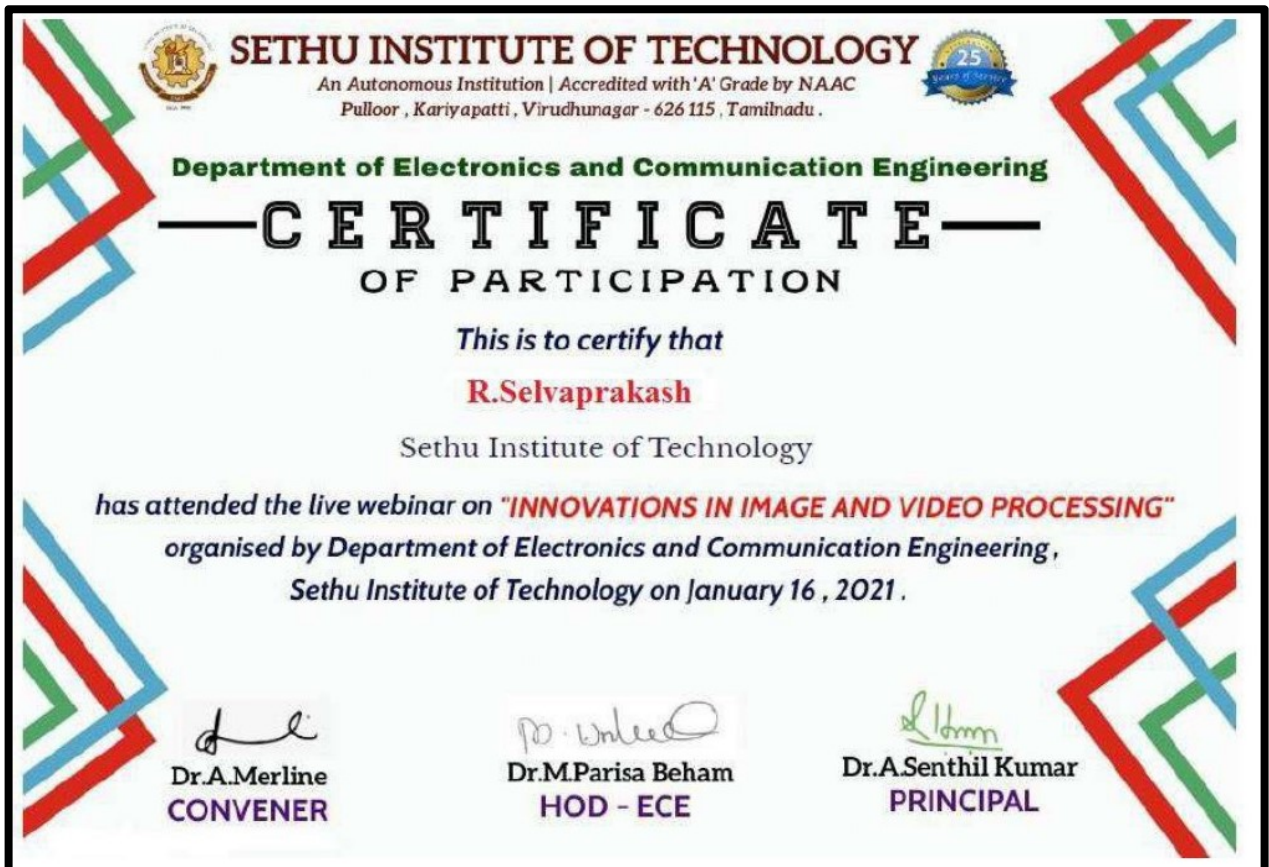 SETHU INSTITUTE OF TECHNOLOGY
An Autonomous Institution | Accredited with 'A' Grade by NAAC
Pulloor , Kariyapatti , Virudhunagar - 626 115 , Tamilnadu .
25
Years of Service
Department of Electronics and Communication Engineering
CERTIFICATE
OF PARTICIPATION
This is to certify that
R.Selvaprakash
Sethu Institute of Technology
has attended the live webinar on "INNOVATIONS IN IMAGE AND VIDEO PROCESSING"
organised by Department of Electronics and Communication Engineering ,
Sethu Institute of Technology on January 16 , 2021 .
Dr.A.Merline
CONVENER
Dr.M.Parisa Beham
HOD - ECE
Dr.A.Senthil Kumar
PRINCIPAL